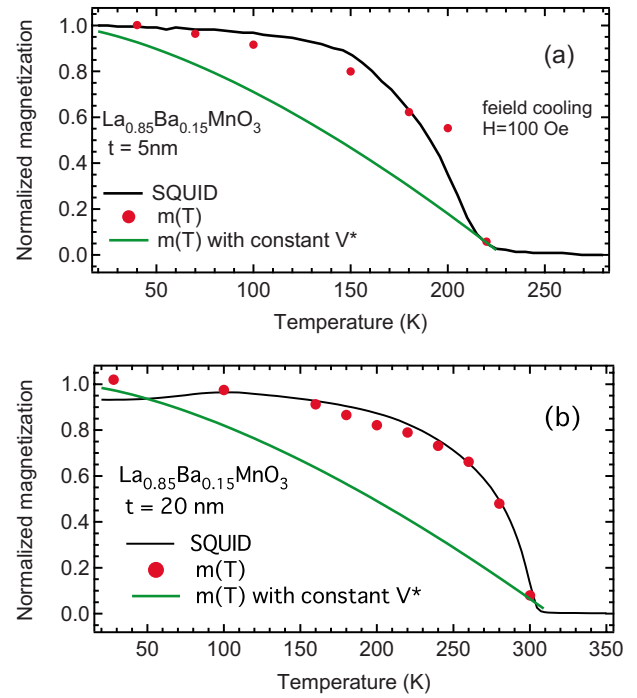 (a)
Normalized magnetization
1.0
0.8
0.6
0.4
0.2
0.0
La₀.₈₅Ba₀.₁₅MnO₃
t = 5nm
feield cooling
H=100 Oe
SQUID
m(T)
m(T) with constant V*
50
100
150
200
250
Temperature (K)
(b)
Normalized magnetization
1.0
0.8
0.6
0.4
0.2
0.0
La₀.₈₅Ba₀.₁₅MnO₃
t = 20 nm
SQUID
m(T)
m(T) with constant V*
50
100
150
200
250
300
350
Temperature (K)